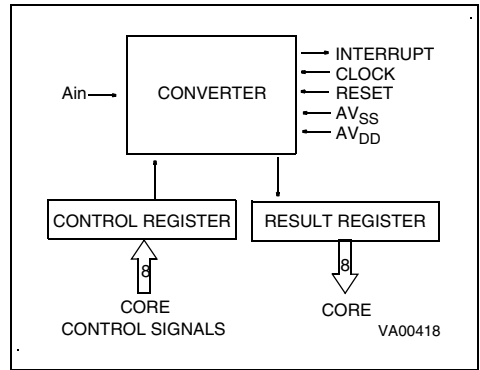 INTERRUPT
CLOCK
Ain
CONVERTER
RESET
AVSS
AVDD
CONTROL REGISTER
RESULT REGISTER
8
8
CORE
CONTROL SIGNALS
CORE
VA00418